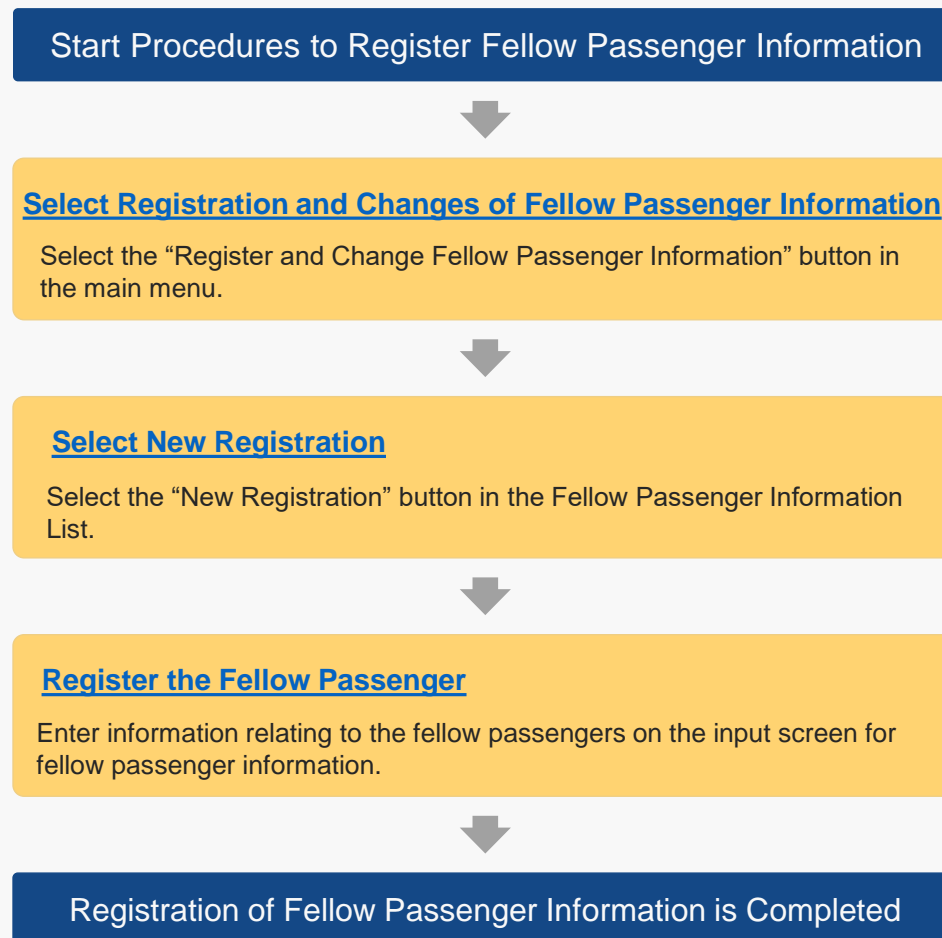 Start Procedures to Register Fellow Passenger Information
Select Registration and Changes of Fellow Passenger Information
Select the “Register and Change Fellow Passenger Information” button in
the main menu.
Select New Registration
Select the “New Registration” button in the Fellow Passenger Information
List.
Register the Fellow Passenger
Enter information relating to the fellow passengers on the input screen for
fellow passenger information.
Registration of Fellow Passenger Information is Completed